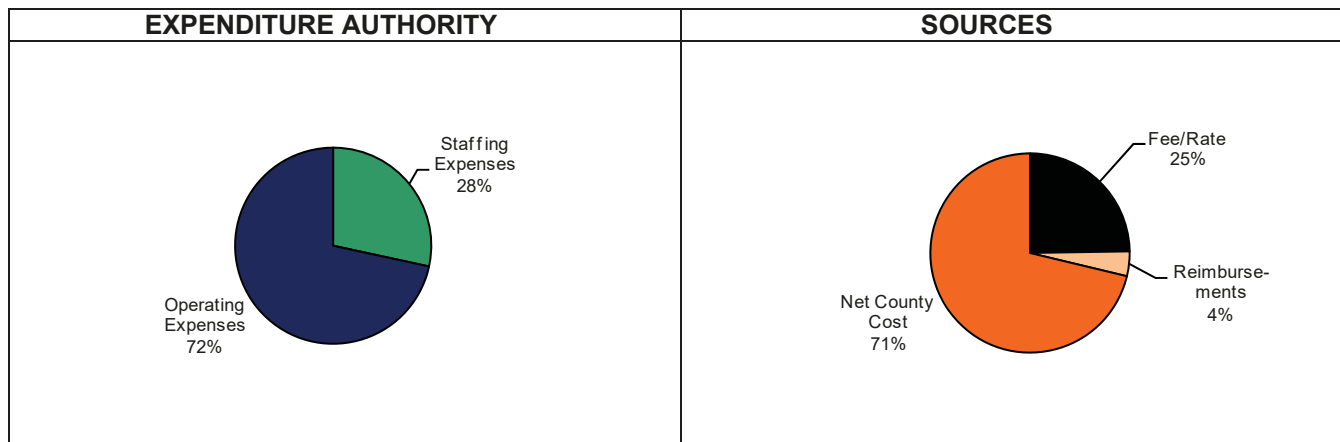 EXPENDITURE AUTHORITY
SOURCES
Staffing
Expenses
28%
Operating
Expenses
72%
Fee/Rate
25%
Reimburse-
ments
4%
Net County
Cost
71%